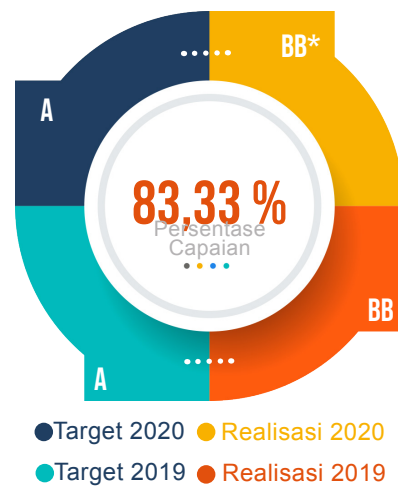 BB*
A
83,33 %
Persentase
Capaian
BB
A
Target 2020 Realisasi 2020
Target 2019 Realisasi 2019